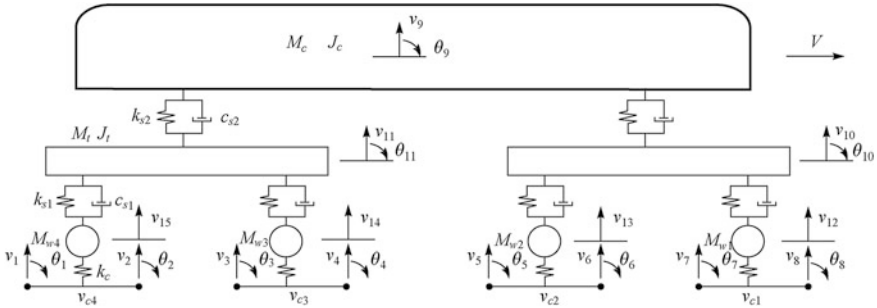 v9
Mc Jc
θ9
V
ks2
cs2
Mt Jt
v11
θ11
v10
θ10
ks1
cs1
v15
v14
v13
v12
Mw4
Mw3
Mw2
Mw1
v1
θ1
v2
θ2
v3
θ3
v4
θ4
v5
θ5
v6
θ6
v7
θ7
v8
θ8
kc
vc4
vc3
vc2
vc1